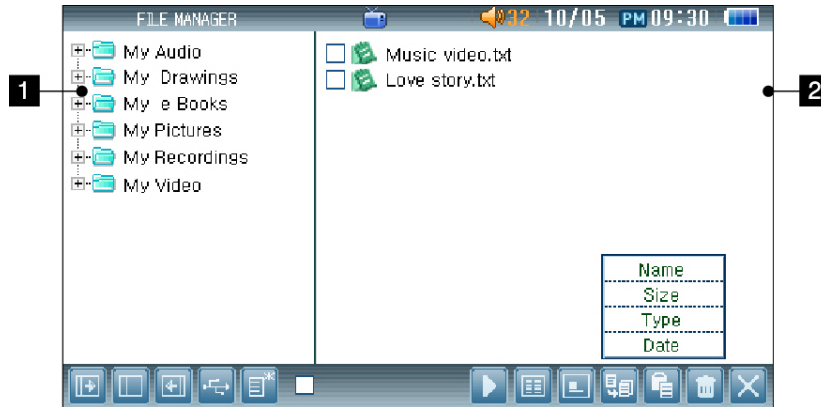 FILE MANAGER 32 10/05 PM 09:30
My Audio
My Drawings
My e Books
My Pictures
My Recordings
My Video
1
Music video.txt
Love story.txt
2
Name
Size
Type
Date